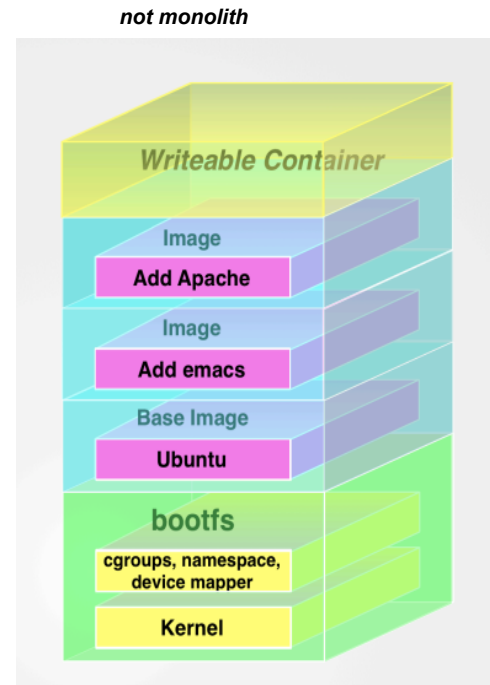 not monolith
Writeable Container
Image
Add Apache
Image
Add emacs
Base Image
Ubuntu
bootfs
cgroups, namespace,
device mapper
Kernel